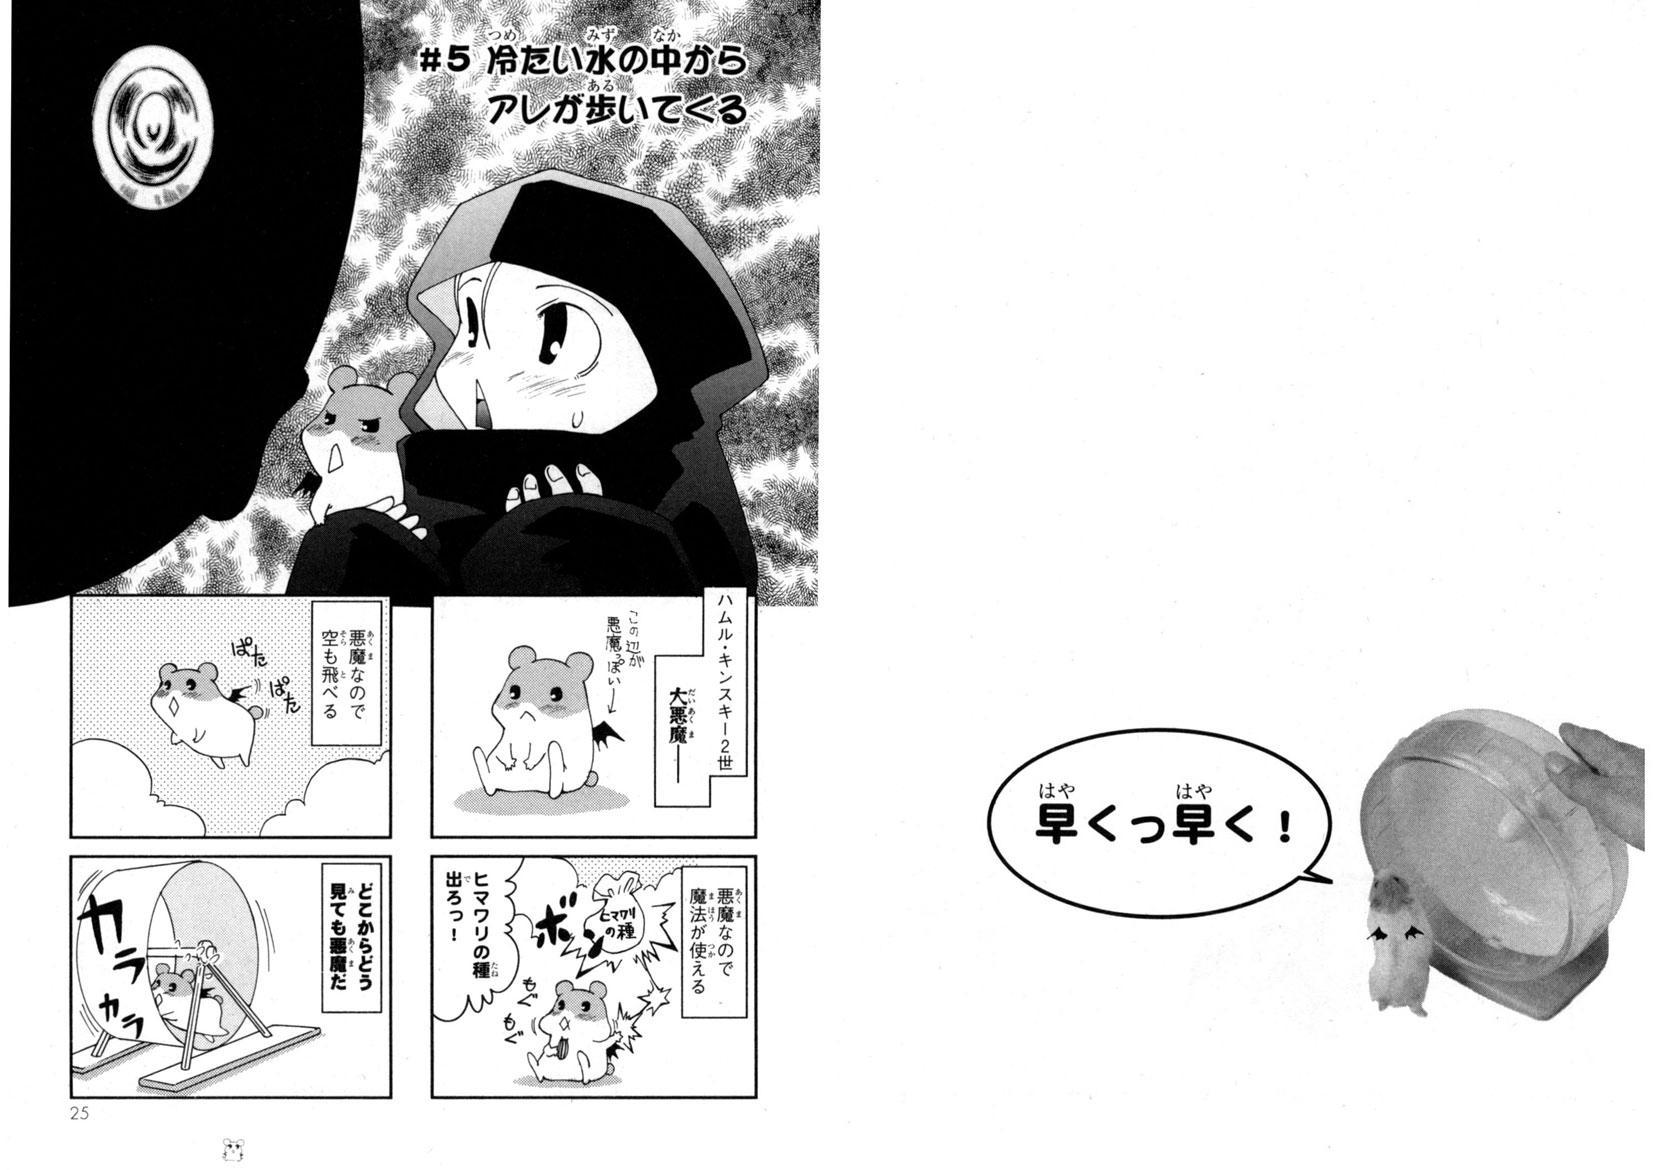 早くっ早く！
#5 冷たい水の中から
アレが歩いてくる
ハムル・キンスキー2世
大悪魔――
この辺が
悪魔っぽい→
悪魔なので
魔法が使える
ヒマワリの種
出ろっ！
ボン
ヒマワリ
の種
もぐ
もぐ
悪魔なので
空も飛べる
ぱた
ぱた
どこからどう
見ても悪魔だ
カラ
カラ
25